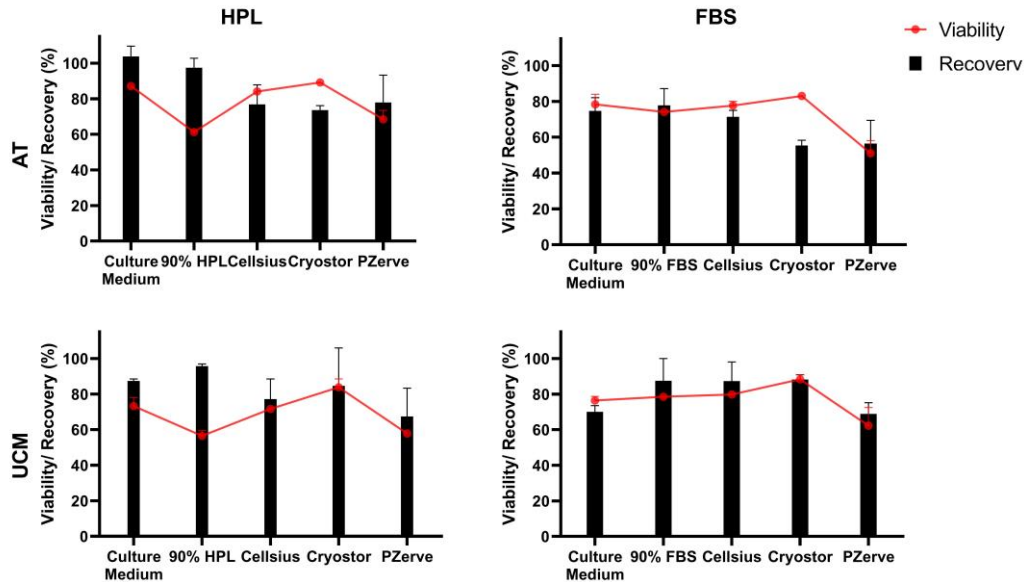 HPL
FBS
Viability
Recoverv
AT
Viability/ Recovery (%)
100
80
60
40
20
0
Culture Medium
90% HPL
Cellsius
Cryostor
PZerve
Viability/ Recovery (%)
100
80
60
40
20
0
Culture Medium
90% FBS
Cellsius
Cryostor
PZerve
UCM
Viability/ Recovery (%)
100
80
60
40
20
0
Culture Medium
90% HPL
Cellsius
Cryostor
PZerve
Viability/ Recovery (%)
100
80
60
40
20
0
Culture Medium
90% FBS
Cellsius
Cryostor
PZerve